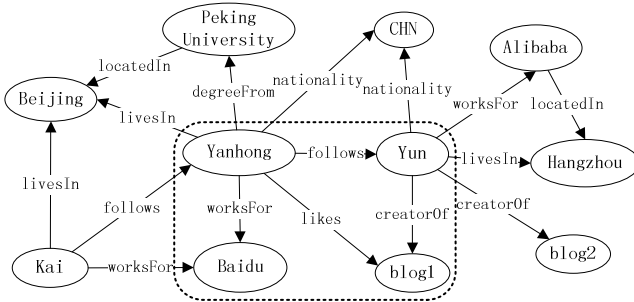 Peking
University
CHN
Alibaba
locatedIn
nationality
Beijing
degreeFrom
nationality
worksFor
locatedIn
livesIn
Yanhong
follows
Yun
livesIn
Hangzhou
livesIn
follows
worksFor
likes
creatorOf
creatorOf
Kai
worksFor
Baidu
blog1
blog2